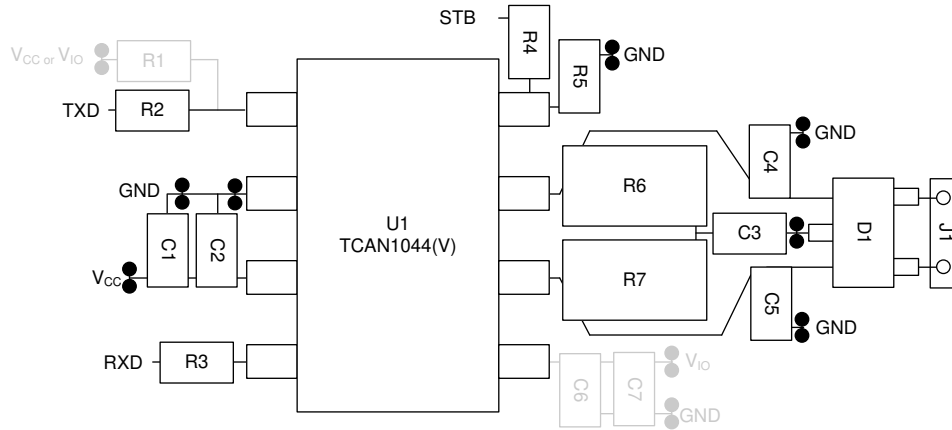 STB
R4
R5
GND
VCC or VIO
R1
TXD
R2
GND
C1
C2
VCC
RXD
R3
U1
TCAN1044(V)
R6
R7
C4
GND
C3
D1
J1
C5
GND
C6
C7
VIO
GND